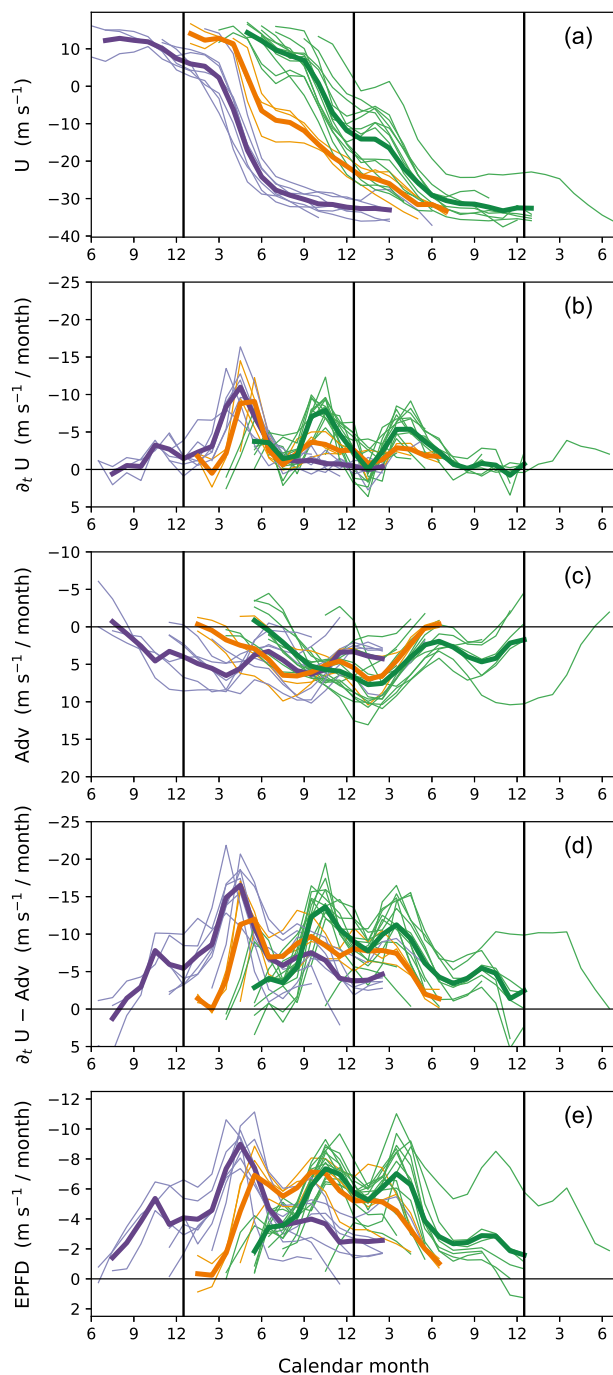 (a)
U (m s⁻¹)
10
0
−10
−20
−30
−40
6 9 12 3 6 9 12 3 6 9 12 3 6
(b)
∂ₜ U (m s⁻¹ / month)
−25
−20
−15
−10
−5
0
5
6 9 12 3 6 9 12 3 6 9 12 3 6
(c)
Adv (m s⁻¹ / month)
−10
−5
0
5
10
15
20
6 9 12 3 6 9 12 3 6 9 12 3 6
(d)
∂ₜ U − Adv (m s⁻¹ / month)
−25
−20
−15
−10
−5
0
5
6 9 12 3 6 9 12 3 6 9 12 3 6
(e)
EPFD (m s⁻¹ / month)
−12
−10
−8
−6
−4
−2
0
2
6 9 12 3 6 9 12 3 6 9 12 3 6
Calendar month